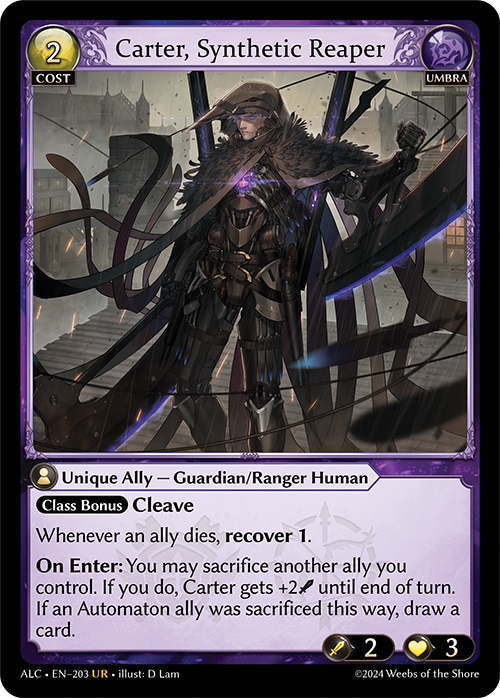 2
COST
Carter, Synthetic Reaper
UMBRA
Unique Ally — Guardian/Ranger Human
Class Bonus Cleave
Whenever an ally dies, recover 1.
On Enter: You may sacrifice another ally you
control. If you do, Carter gets +2 until end of turn.
If an Automaton ally was sacrificed this way, draw a
card.
2
3
ALC • EN–203 UR • illust: D Lam
©2024 Weebs of the Shore